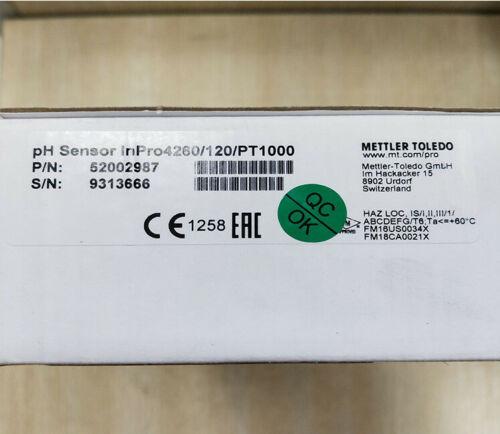 pH Sensor InPro4260/120/PT1000
P/N: 52002987
S/N: 9313666
METTLER TOLEDO
www.mt.com/pro
Mettler-Toledo GmbH
Im Hackacker 15
8902 Urdorf
Switzerland
CE 1258 EAC
QC
OK
HAZ LOC, IS/I,II,III/1/
ABCDEFG/T6;Ta<=+60°C
FM16US0034X
FM18CA0021X